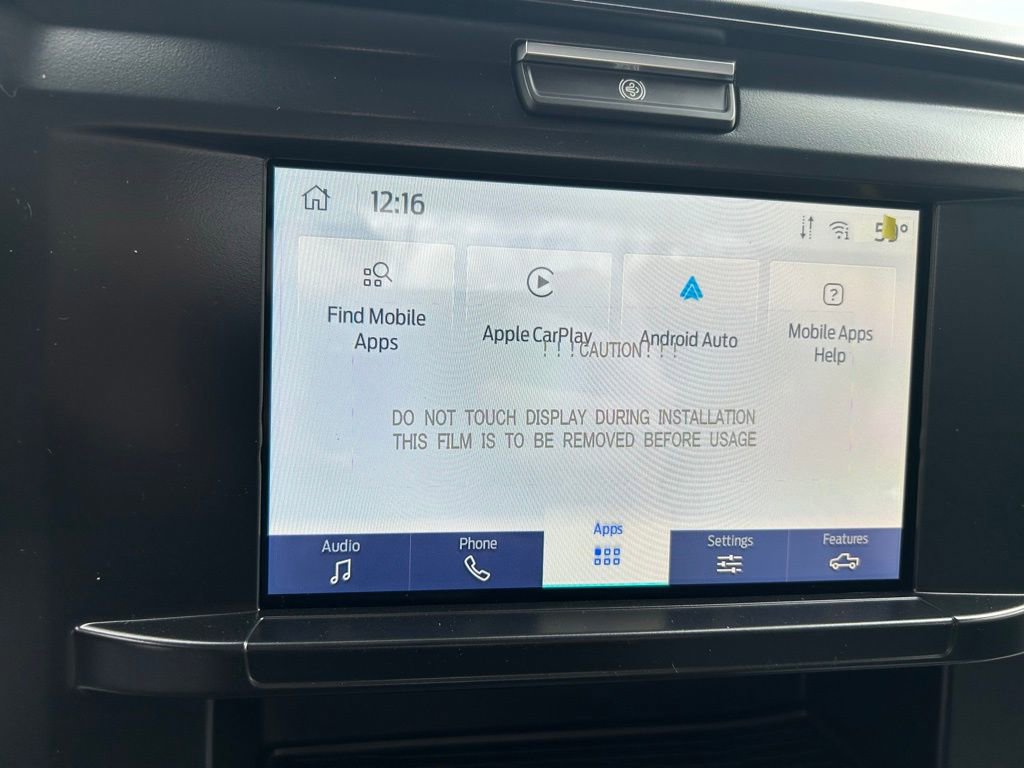 12:16
Find Mobile
Apps
Apple CarPlay
Android Auto
Mobile Apps
Help
?
! ! ! CAUTION ! ! !
DO NOT TOUCH DISPLAY DURING INSTALLATION
THIS FILM IS TO BE REMOVED BEFORE USAGE
Audio
Phone
Apps
Settings
Features